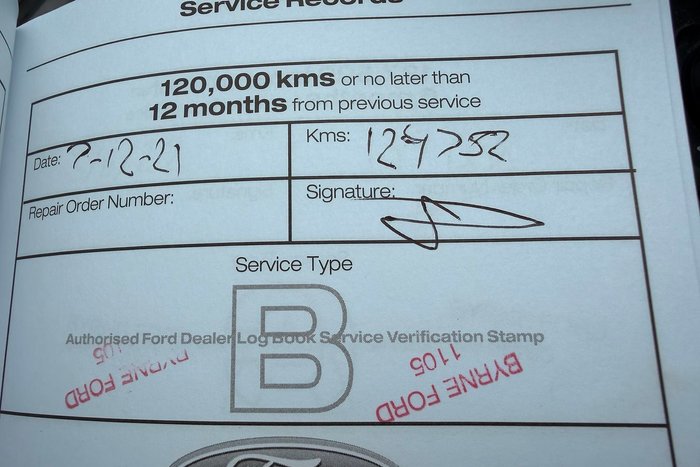 Service Records
120,000 kms or no later than
12 months from previous service
Date: 7-12-21
Kms: 124752
Repair Order Number:
Signature:
Service Type
B
Authorised Ford Dealer Log Book Service Verification Stamp
BYRNE FORD
1105
BYRNE FORD
1105